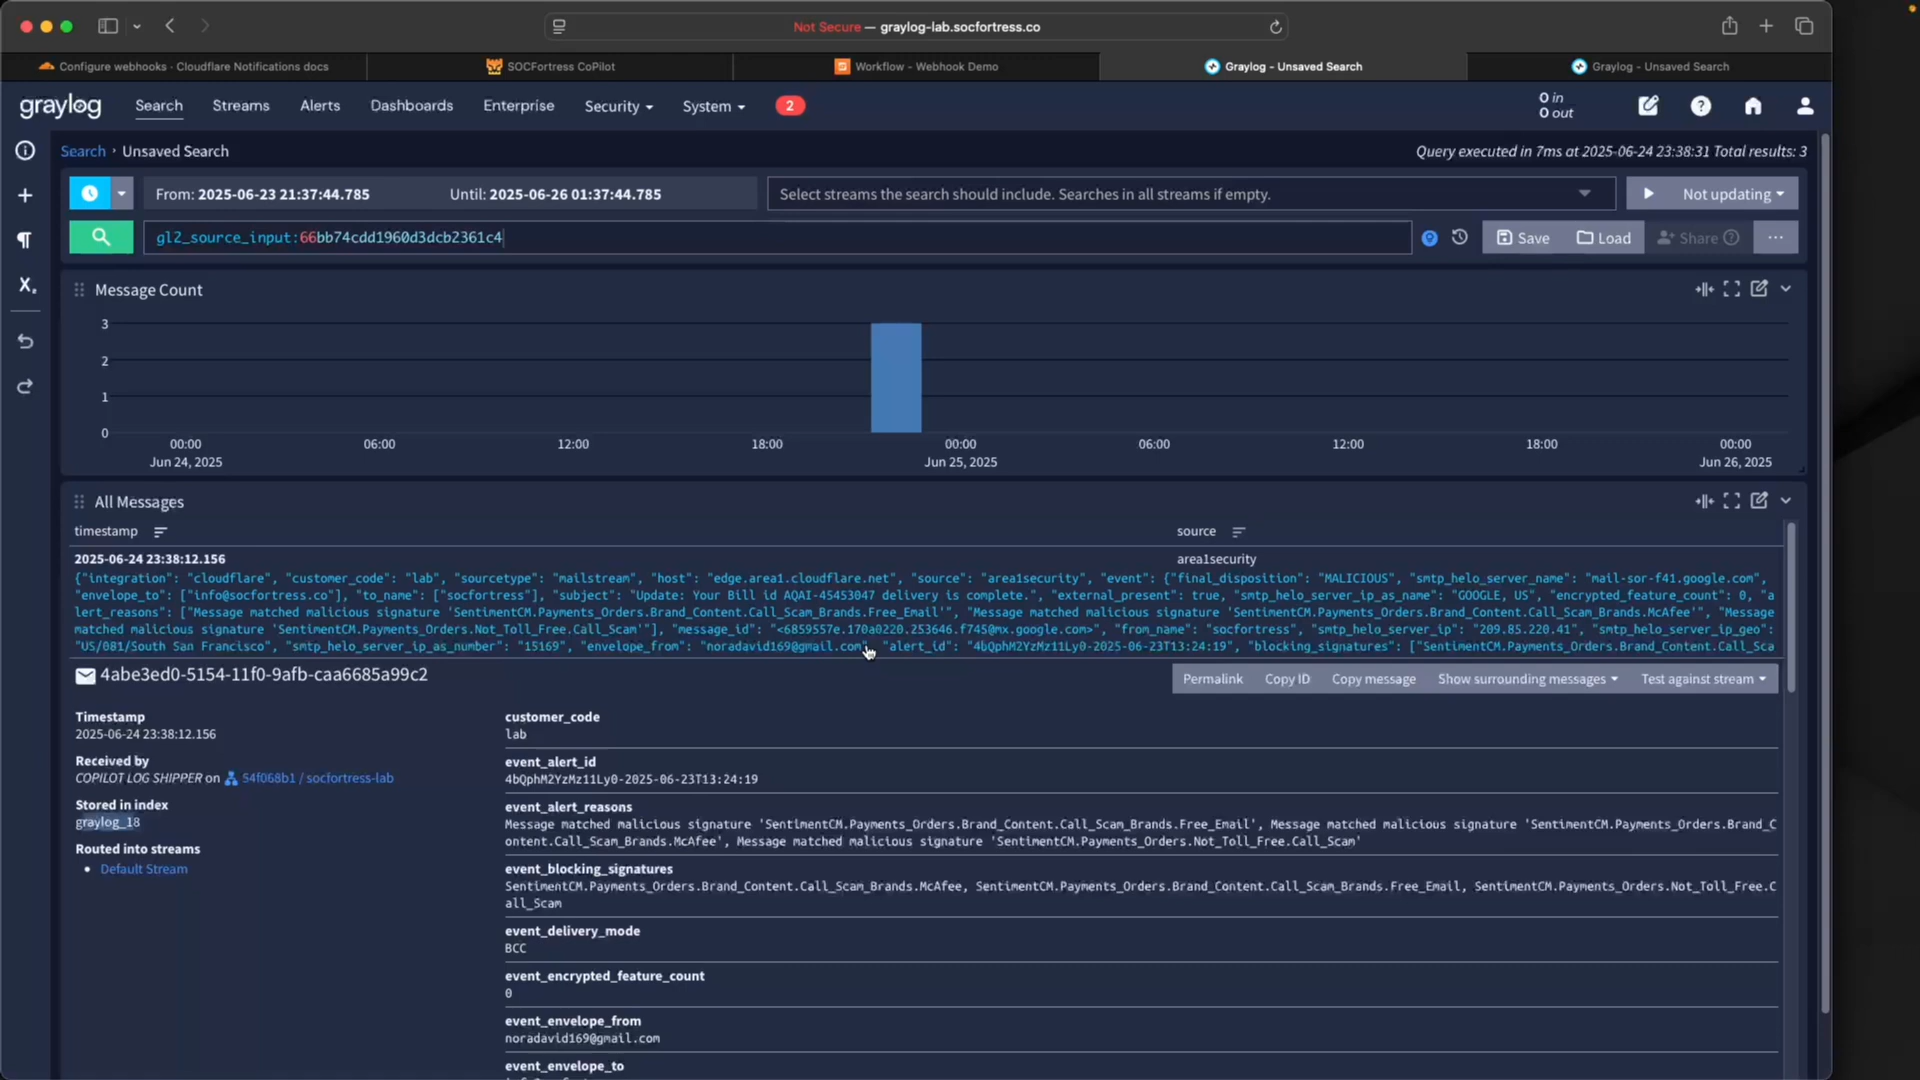 Not Secure — graylog-lab.socfortress.co
Configure webhooks · Cloudflare Notifications docs
SOCFortress CoPilot
Workflow - Webhook Demo
Graylog - Unsaved Search
Graylog - Unsaved Search
graylog Search Streams Alerts Dashboards Enterprise Security System 2
0 in
0 out
Search › Unsaved Search
Query executed in 7ms at 2025-06-24 23:38:31 Total results: 3
From: 2025-06-23 21:37:44.785 Until: 2025-06-26 01:37:44.785
Select streams the search should include. Searches in all streams if empty.
Not updating
gl2_source_input:66bb74cdd1960d3dcb2361c4
Save Load Share ...
Message Count
3
2
1
0
00:00 06:00 12:00 18:00 00:00 06:00 12:00 18:00 00:00
Jun 24, 2025 Jun 25, 2025 Jun 26, 2025
All Messages
timestamp source
2025-06-24 23:38:12.156 area1security
{"integration": "cloudflare", "customer_code": "lab", "sourcetype": "mailstream", "host": "edge.area1.cloudflare.net", "source": "area1security", "event": {"final_disposition": "MALICIOUS", "smtp_helo_server_name": "mail-sor-f41.google.com",
"envelope_to": ["info@socfortress.co"], "to_name": ["socfortress"], "subject": "Update: Your Bill id AQAI-45453047 delivery is complete.", "external_present": true, "smtp_helo_server_ip_as_name": "GOOGLE, US", "encrypted_feature_count": 0, "a
lert_reasons": ["Message matched malicious signature 'SentimentCM.Payments_Orders.Brand_Content.Call_Scam_Brands.Free_Email'", "Message matched malicious signature 'SentimentCM.Payments_Orders.Brand_Content.Call_Scam_Brands.McAfee'", "Message
matched malicious signature 'SentimentCM.Payments_Orders.Not_Toll_Free.Call_Scam'"], "message_id": "<6859557e.170a0220.253646.f745@mx.google.com>", "from_name": "socfortress", "smtp_helo_server_ip": "209.85.220.41", "smtp_helo_server_ip_geo":
"US/081/South San Francisco", "smtp_helo_server_ip_as_number": "15169", "envelope_from": "noradavid169@gmail.com", "alert_id": "4bQphM2YzMz11Ly0-2025-06-23T13:24:19", "blocking_signatures": ["SentimentCM.Payments_Orders.Brand_Content.Call_Sca
4abe3ed0-5154-11f0-9afb-caa6685a99c2
Permalink Copy ID Copy message Show surrounding messages Test against stream
Timestamp
2025-06-24 23:38:12.156
Received by
COPILOT LOG SHIPPER on 54f068b1 / socfortress-lab
Stored in index
graylog_18
Routed into streams
• Default Stream
customer_code
lab
event_alert_id
4bQphM2YzMz11Ly0-2025-06-23T13:24:19
event_alert_reasons
Message matched malicious signature 'SentimentCM.Payments_Orders.Brand_Content.Call_Scam_Brands.Free_Email', Message matched malicious signature 'SentimentCM.Payments_Orders.Brand_C
ontent.Call_Scam_Brands.McAfee', Message matched malicious signature 'SentimentCM.Payments_Orders.Not_Toll_Free.Call_Scam'
event_blocking_signatures
SentimentCM.Payments_Orders.Brand_Content.Call_Scam_Brands.McAfee, SentimentCM.Payments_Orders.Brand_Content.Call_Scam_Brands.Free_Email, SentimentCM.Payments_Orders.Not_Toll_Free.C
all_Scam
event_delivery_mode
BCC
event_encrypted_feature_count
0
event_envelope_from
noradavid169@gmail.com
event_envelope_to